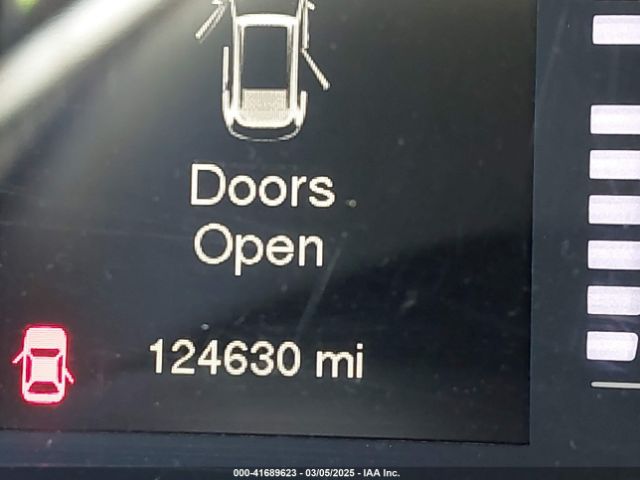 Doors
Open
124630 mi
000-41689623 - 03/05/2025 - IAA Inc.